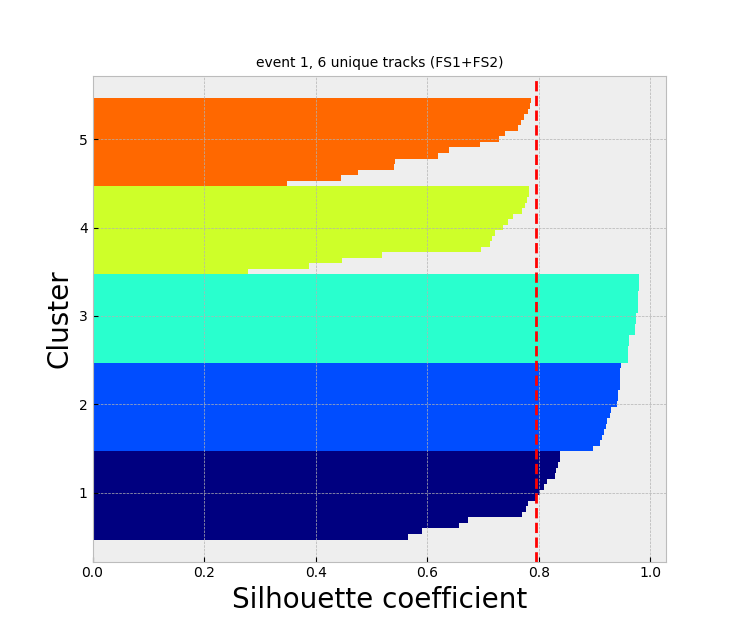 event 1, 6 unique tracks (FS1+FS2)
5
4
3
2
1
Cluster
0.0 0.2 0.4 0.6 0.8 1.0
Silhouette coefficient